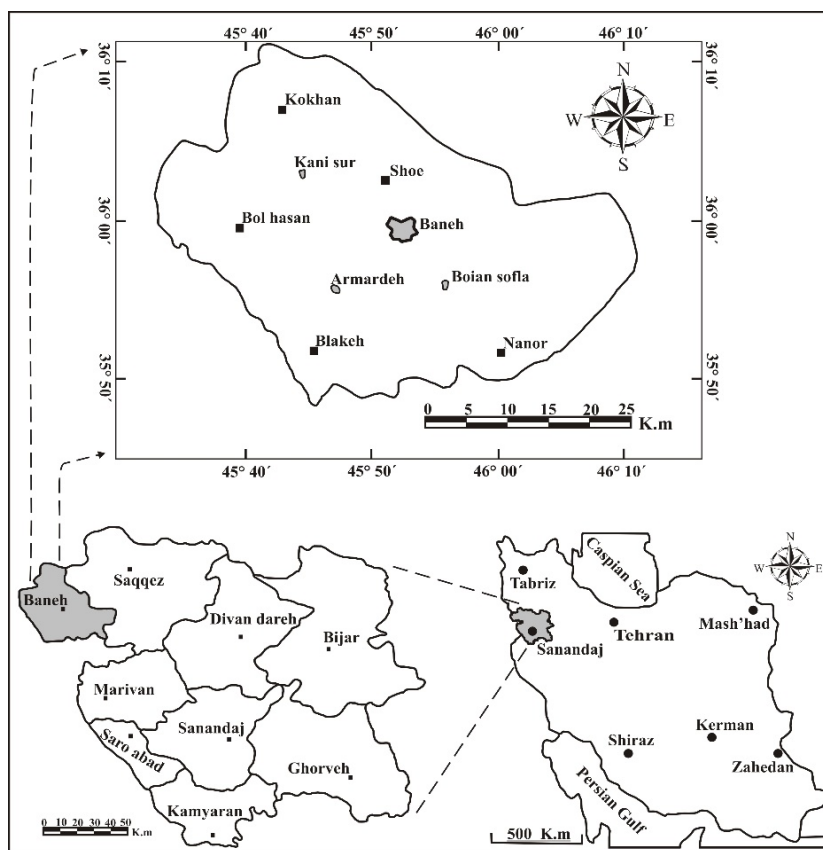 45° 40´ 45° 50´ 46° 00´ 46° 10´
36° 10´
36° 10´
N
W E
S
Kokhan
Kani sur
Shoe
Bol hasan
36° 00´
Baneh
36° 00´
Armardeh
Boian sofla
Blakeh
Nanor
35° 50´
35° 50´
0 5 10 15 20 25
K.m
45° 40´ 45° 50´ 46° 00´ 46° 10´
Saqqez
Baneh
Divan dareh
Bijar
Marivan
Sanandaj
Saro abad
Ghorveh
Kamyaran
0 10 20 30 40 50
K.m
N
W E
S
Caspian Sea
Tabriz
Tehran
Mash'had
Sanandaj
Kerman
Shiraz
Zahedan
Persian Gulf
500 K.m